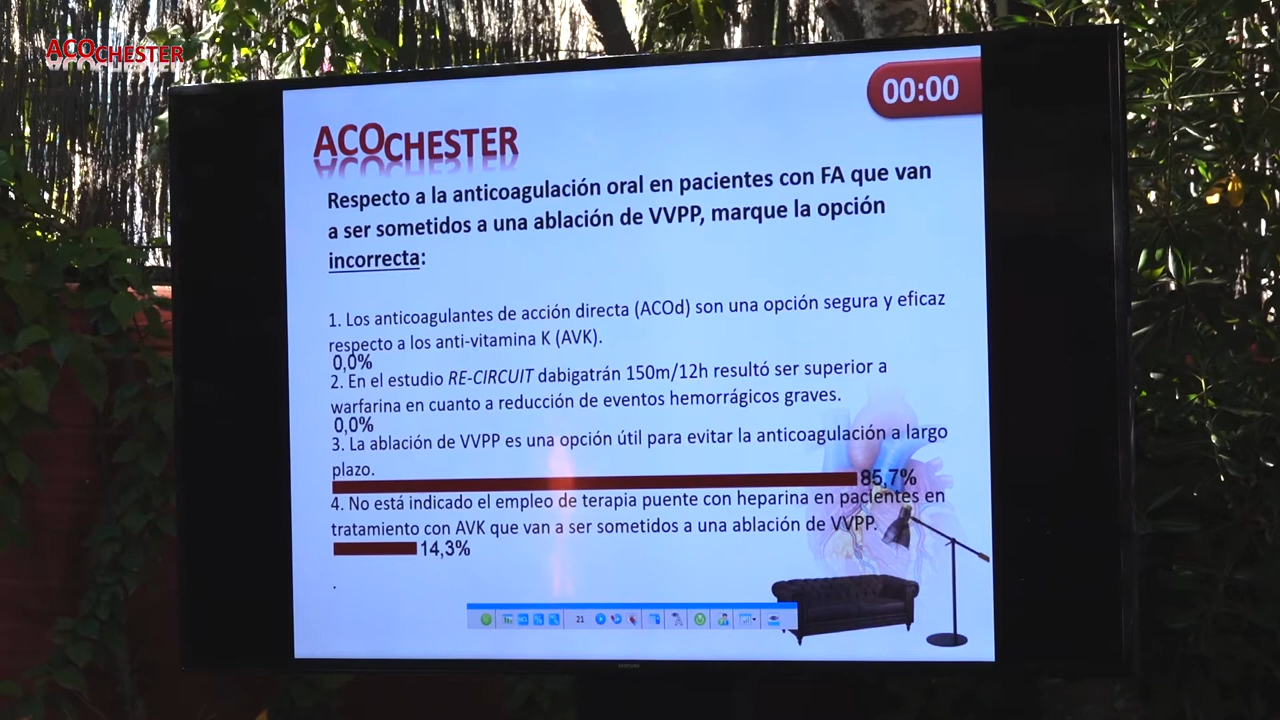 ACOCHESTER
00:00
ACOCHESTER
Respecto a la anticoagulación oral en pacientes con FA que van
a ser sometidos a una ablación de VVPP, marque la opción
incorrecta:
1. Los anticoagulantes de acción directa (ACOd) son una opción segura y eficaz
respecto a los anti-vitamina K (AVK).
0,0%
2. En el estudio RE-CIRCUIT dabigatrán 150m/12h resultó ser superior a
warfarina en cuanto a reducción de eventos hemorrágicos graves.
0,0%
3. La ablación de VVPP es una opción útil para evitar la anticoagulación a largo
plazo.
85,7%
4. No está indicado el empleo de terapia puente con heparina en pacientes en
tratamiento con AVK que van a ser sometidos a una ablación de VVPP.
14,3%
.
21
SAMSUNG